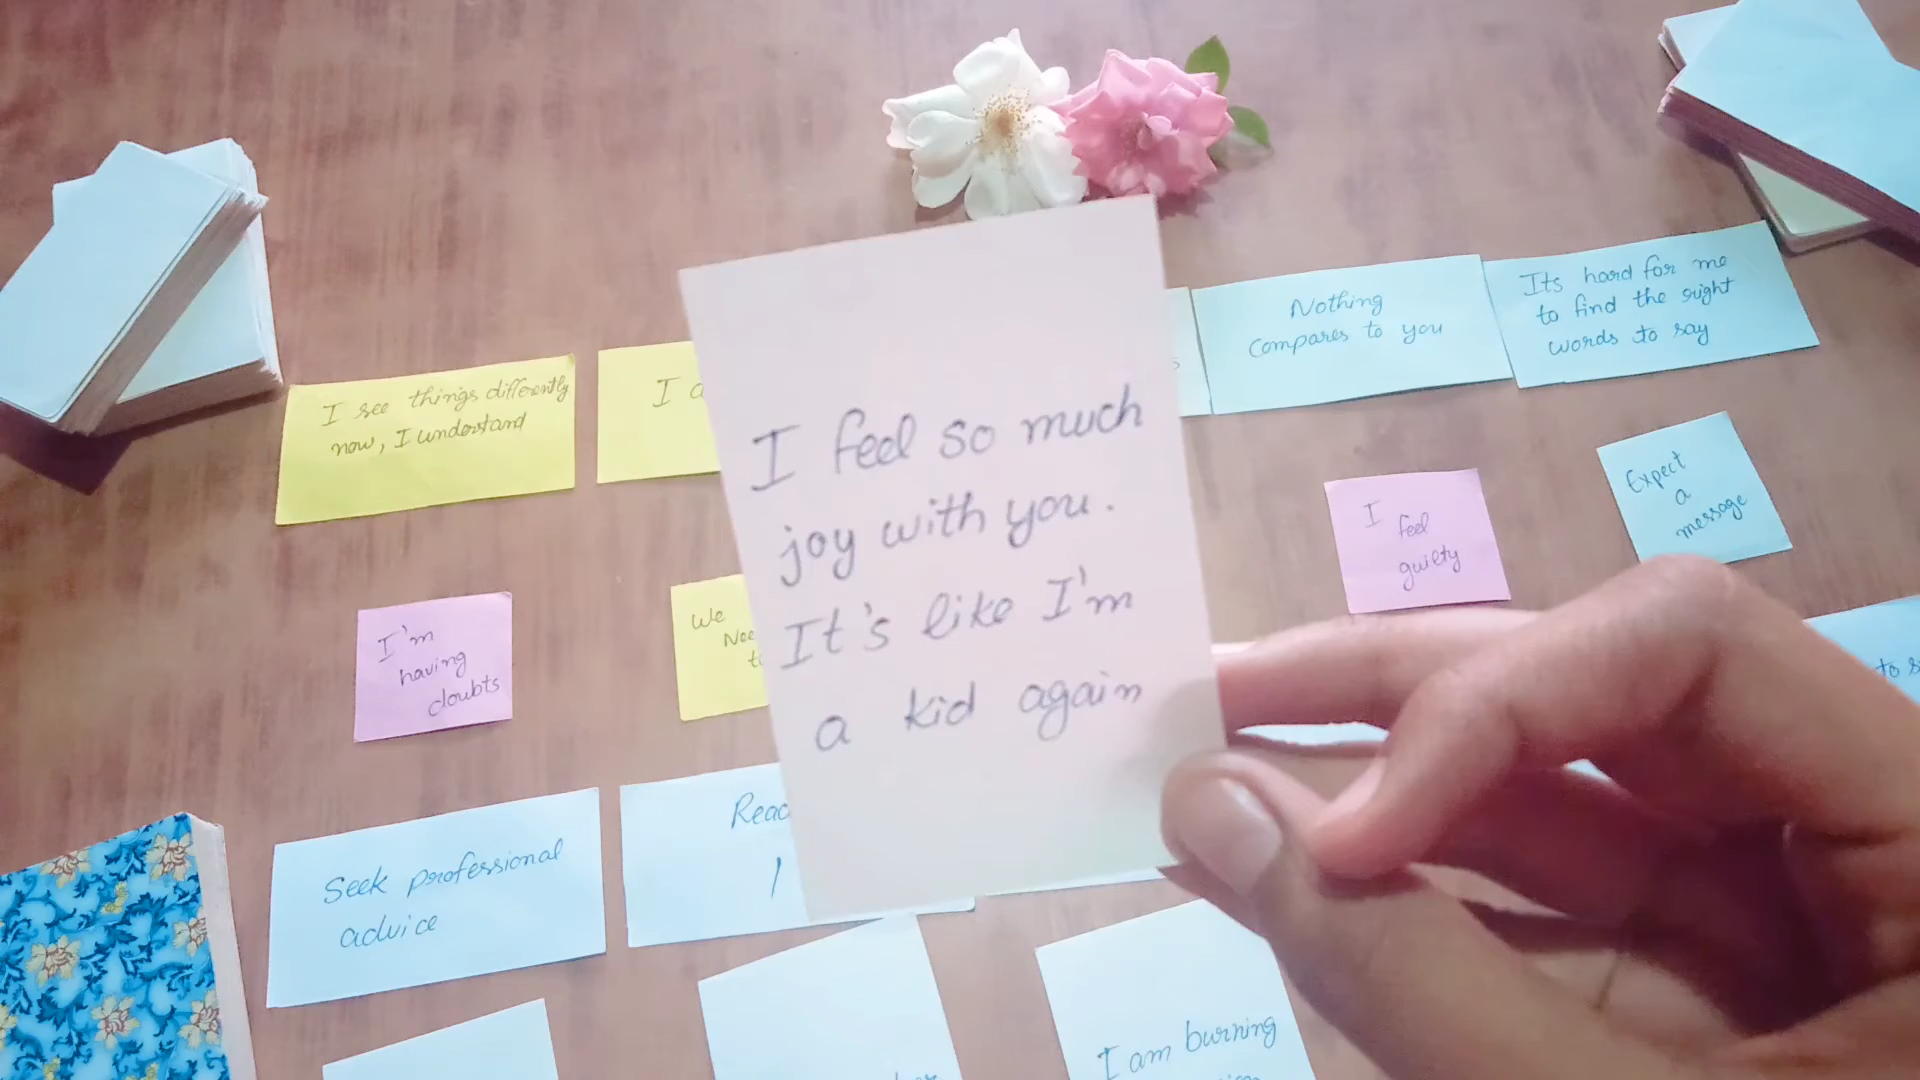 I see things differently
now, I understand
I
Nothing
compares to you
Its hard for me
to find the right
words to say
I feel so much
joy with you.
It's like I'm
a kid again
I
feel
guilty
Expect
a
message
I'm
having
doubts
We
to
Seek professional
advice
I am burning